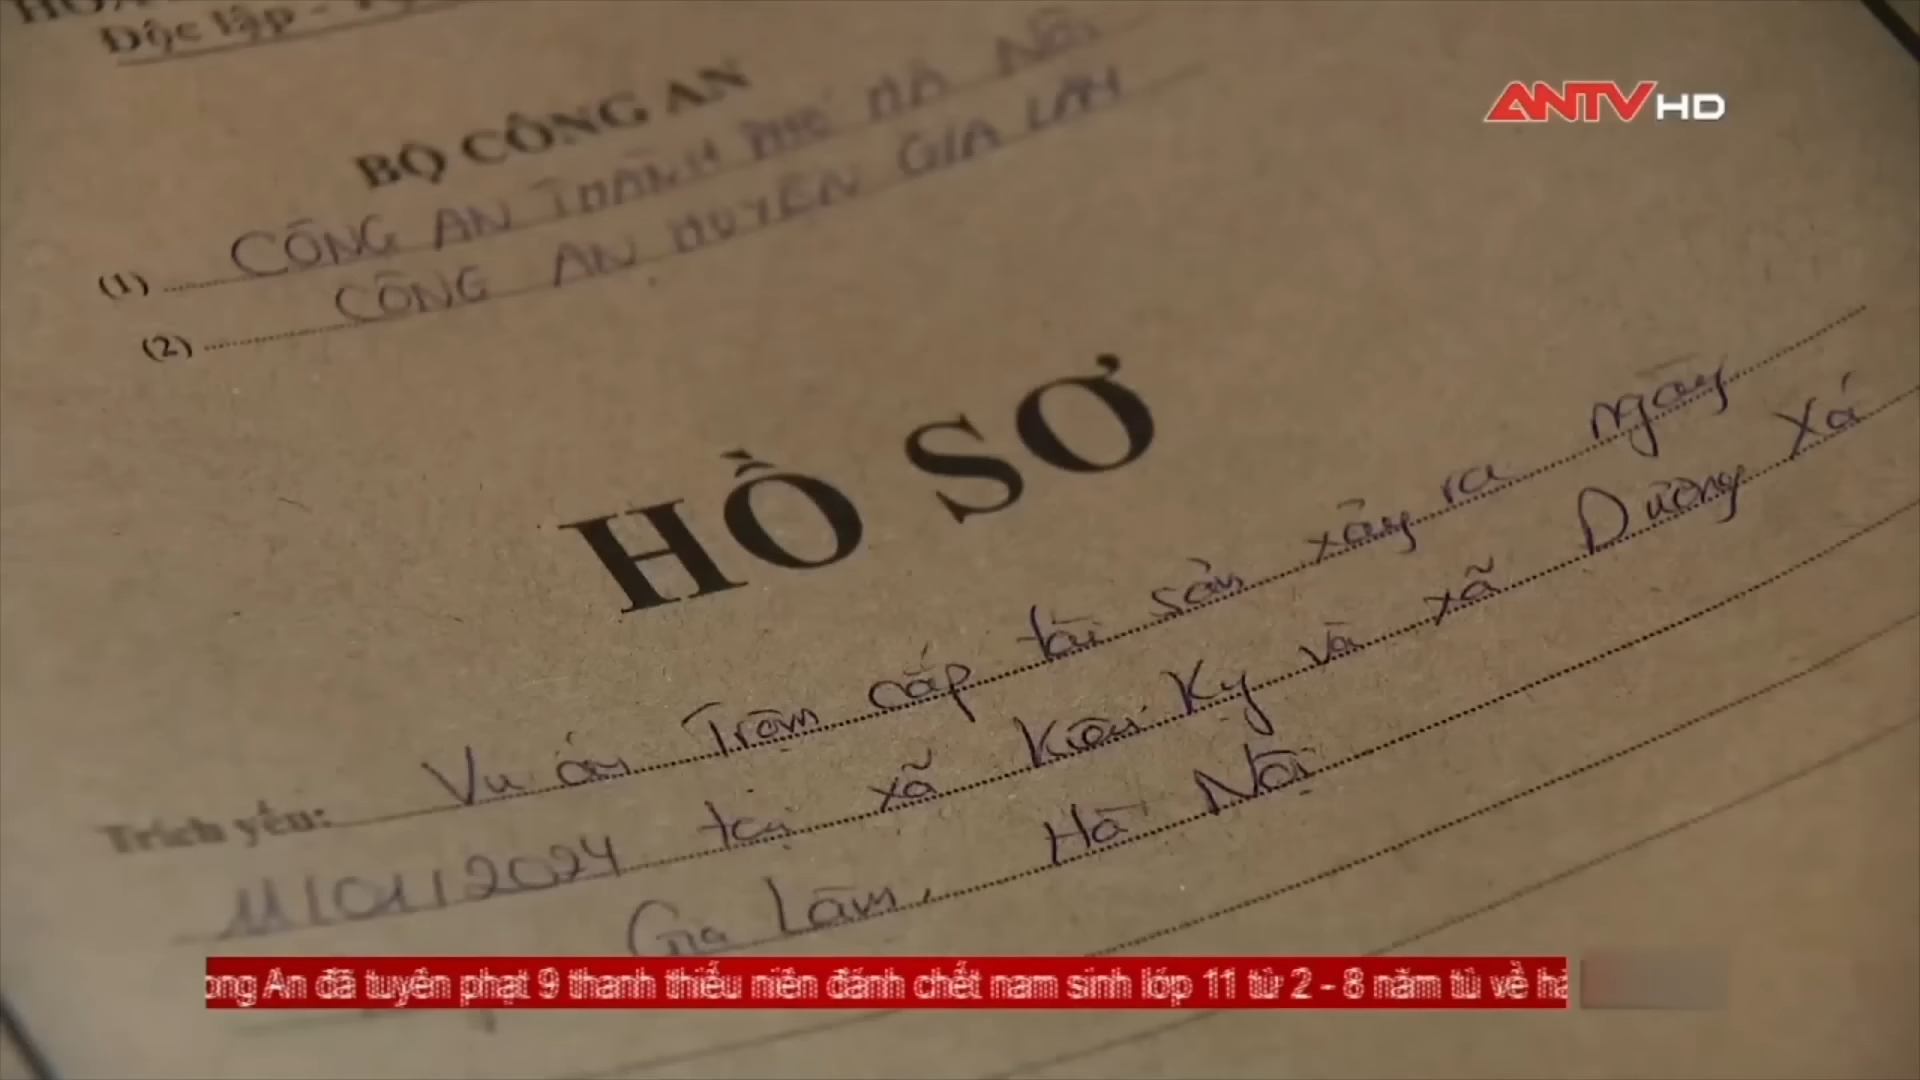 Độc lập -
ANTV HD
BỘ CÔNG AN
(1) CÔNG AN THÀNH PHỐ HÀ NỘI
(2) CÔNG AN HUYỆN GIA LÂM
HỒ SƠ
Trích yếu: Vụ án Trộm cắp tài sản xảy ra ngày
11/01/2024 tại xã Kiêu Kỵ và xã Dương Xá
Gia Lâm, Hà Nội
ong An đã tuyên phạt 9 thanh thiếu niên đánh chết nam sinh lớp 11 từ 2 - 8 năm tù về